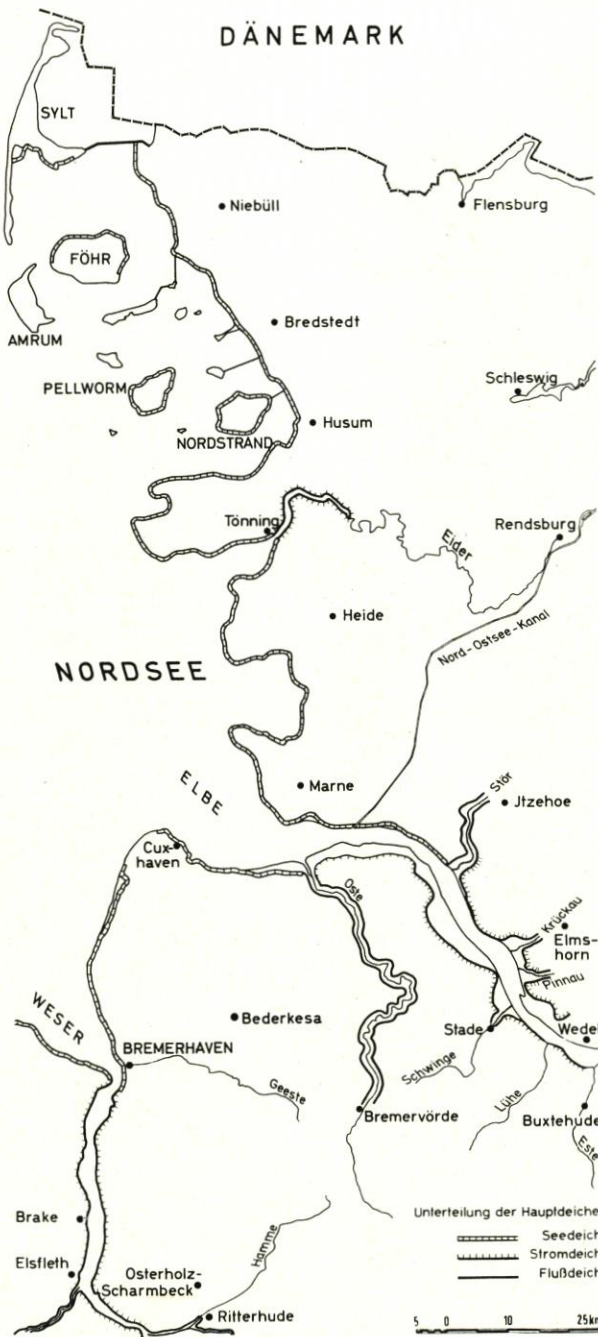 DÄNEMARK
SYLT
Niebüll
Flensburg
FÖHR
AMRUM
Bredstedt
PELLWORM
Schleswig
NORDSTRAND
Husum
Tönning
Eider
Rendsburg
Heide
Nord-Ostsee-Kanal
NORDSEE
ELBE
Marne
Stör
Jtzehoe
Cux-
haven
Oste
Krückau
Elms-
horn
Pinnau
WESER
Bederkesa
Stade
Wedel
BREMERHAVEN
Schwinge
Geeste
Lühe
Bremervörde
Buxtehude
Este
Brake
Hamme
Unterteilung der Hauptdeiche
Seedeich
Stromdeich
Flußdeich
Elsfleth
Osterholz-
Scharmbeck
Ritterhude
5 0 10 25km